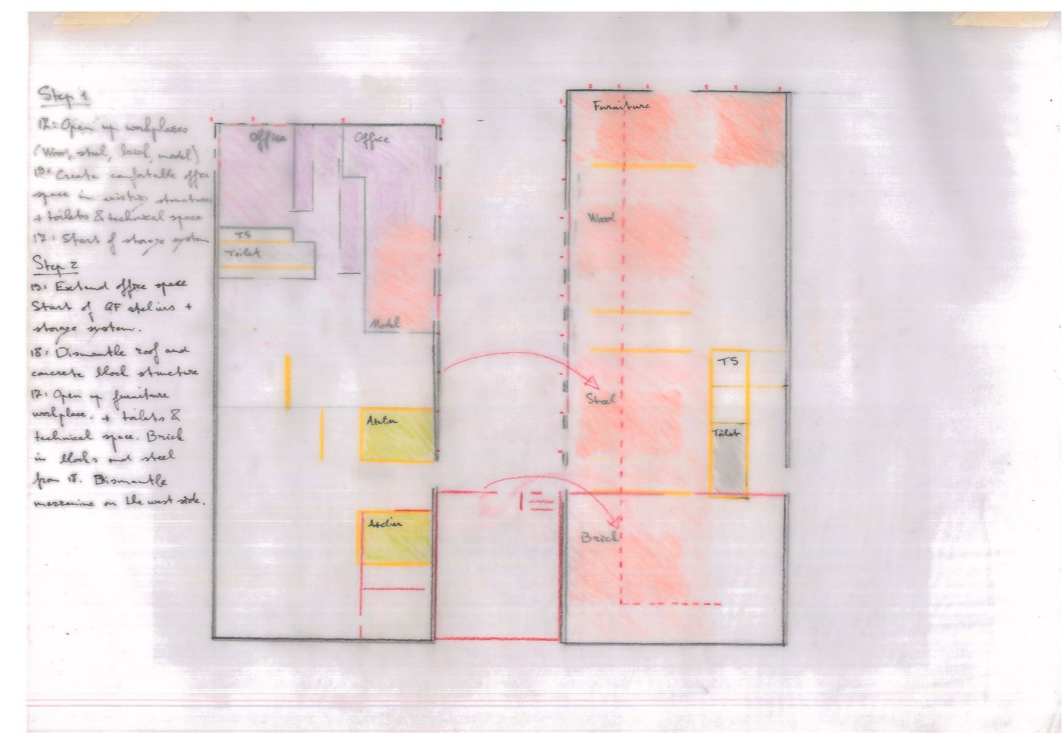 Step 1
17: Open up workplaces
(Wood, steel, brick, model)
19: Create comfortable office
space in existing structures
+ toilets & technical space
17: Start of storage system
Step 2
19: Extend office space
Start of GF ateliers +
storage system.
18: Dismantle roof and
concrete block structure
17: Open up furniture
workplace. + toilets &
technical space. Brick
in blocks and steel
from 18. Dismantle
mezzanine on the west side.
Office
Office
TS
Toilet
Model
Atelier
Atelier
Furniture
Wood
Steel
TS
Toilet
Brick